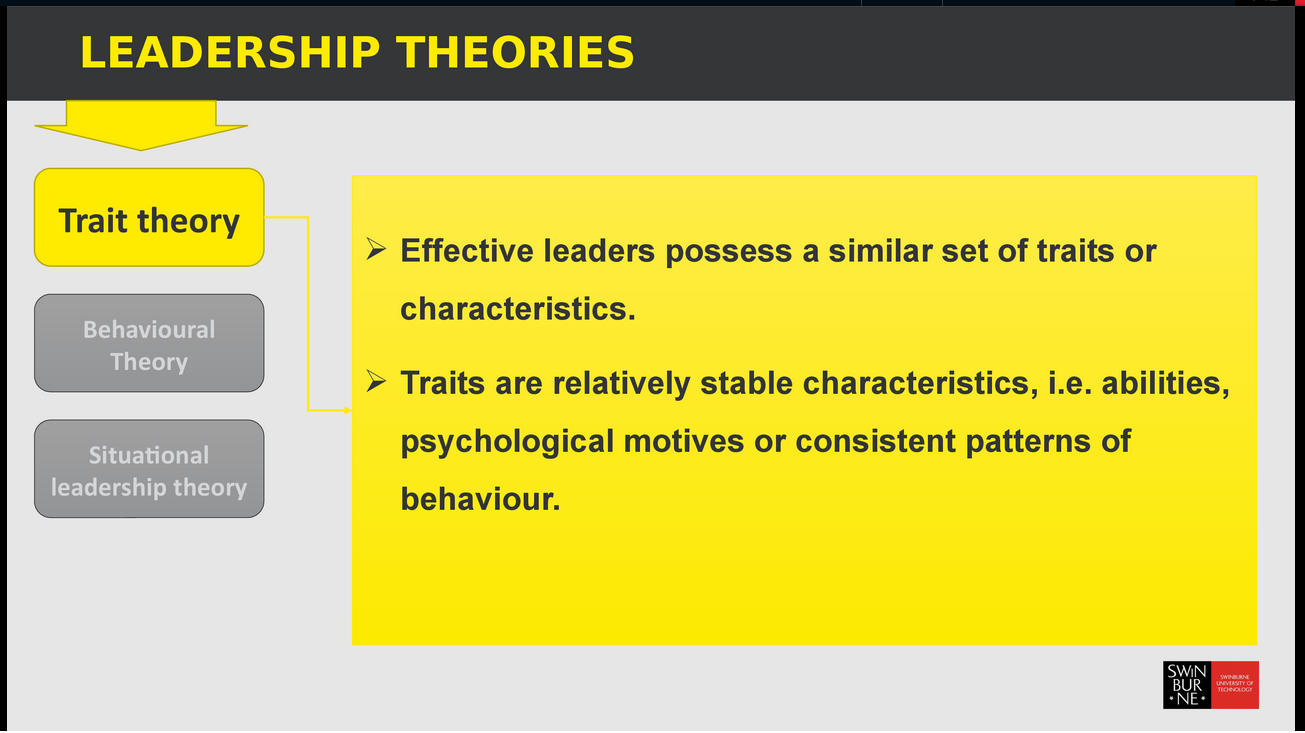 LEADERSHIP THEORIES
Trait theory
Behavioural
Theory
Situational
leadership theory
➢ Effective leaders possess a similar set of traits or
characteristics.
➢ Traits are relatively stable characteristics, i.e. abilities,
psychological motives or consistent patterns of
behaviour.
SWIN
BUR
* NE *
SWINBURNE
UNIVERSITY OF
TECHNOLOGY